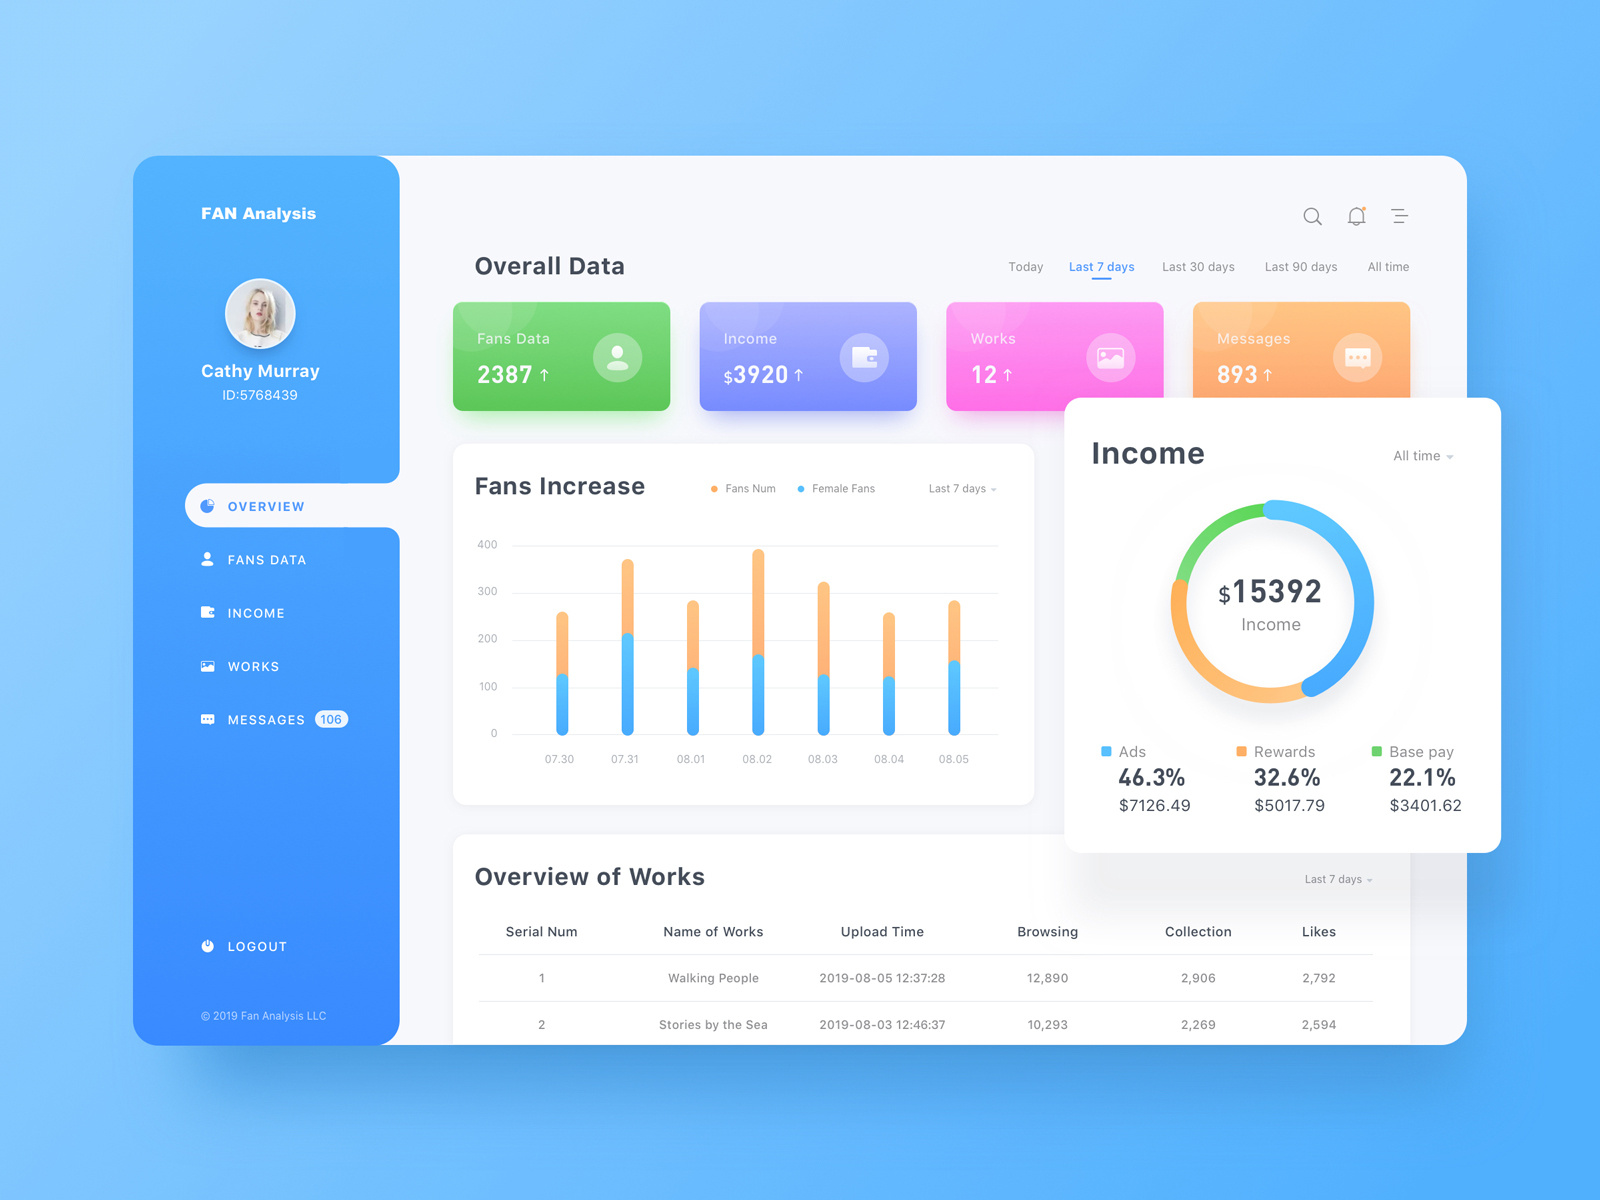 FAN Analysis
Cathy Murray
ID:5768439
OVERVIEW
FANS DATA
INCOME
WORKS
MESSAGES 106
LOGOUT
© 2019 Fan Analysis LLC
Overall Data
Today Last 7 days Last 30 days Last 90 days All time
Fans Data
2387 ↑
Income
$3920 ↑
Works
12 ↑
Messages
893 ↑
Fans Increase
Fans Num Female Fans Last 7 days
400
300
200
100
0
07.30 07.31 08.01 08.02 08.03 08.04 08.05
Income
All time
$15392
Income
Ads Rewards Base pay
46.3% 32.6% 22.1%
$7126.49 $5017.79 $3401.62
Overview of Works
Last 7 days
Serial Num Name of Works Upload Time Browsing Collection Likes
1 Walking People 2019-08-05 12:37:28 12,890 2,906 2,792
2 Stories by the Sea 2019-08-03 12:46:37 10,293 2,269 2,594